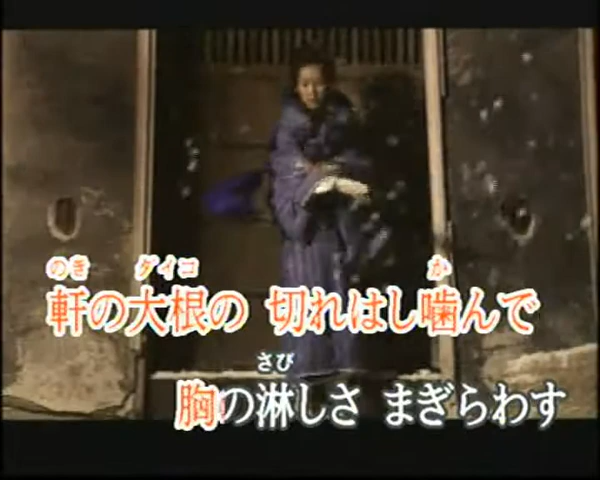 のき ダイコ か
軒の大根の 切れはし噛んで
さび
胸の淋しさ まぎらわす